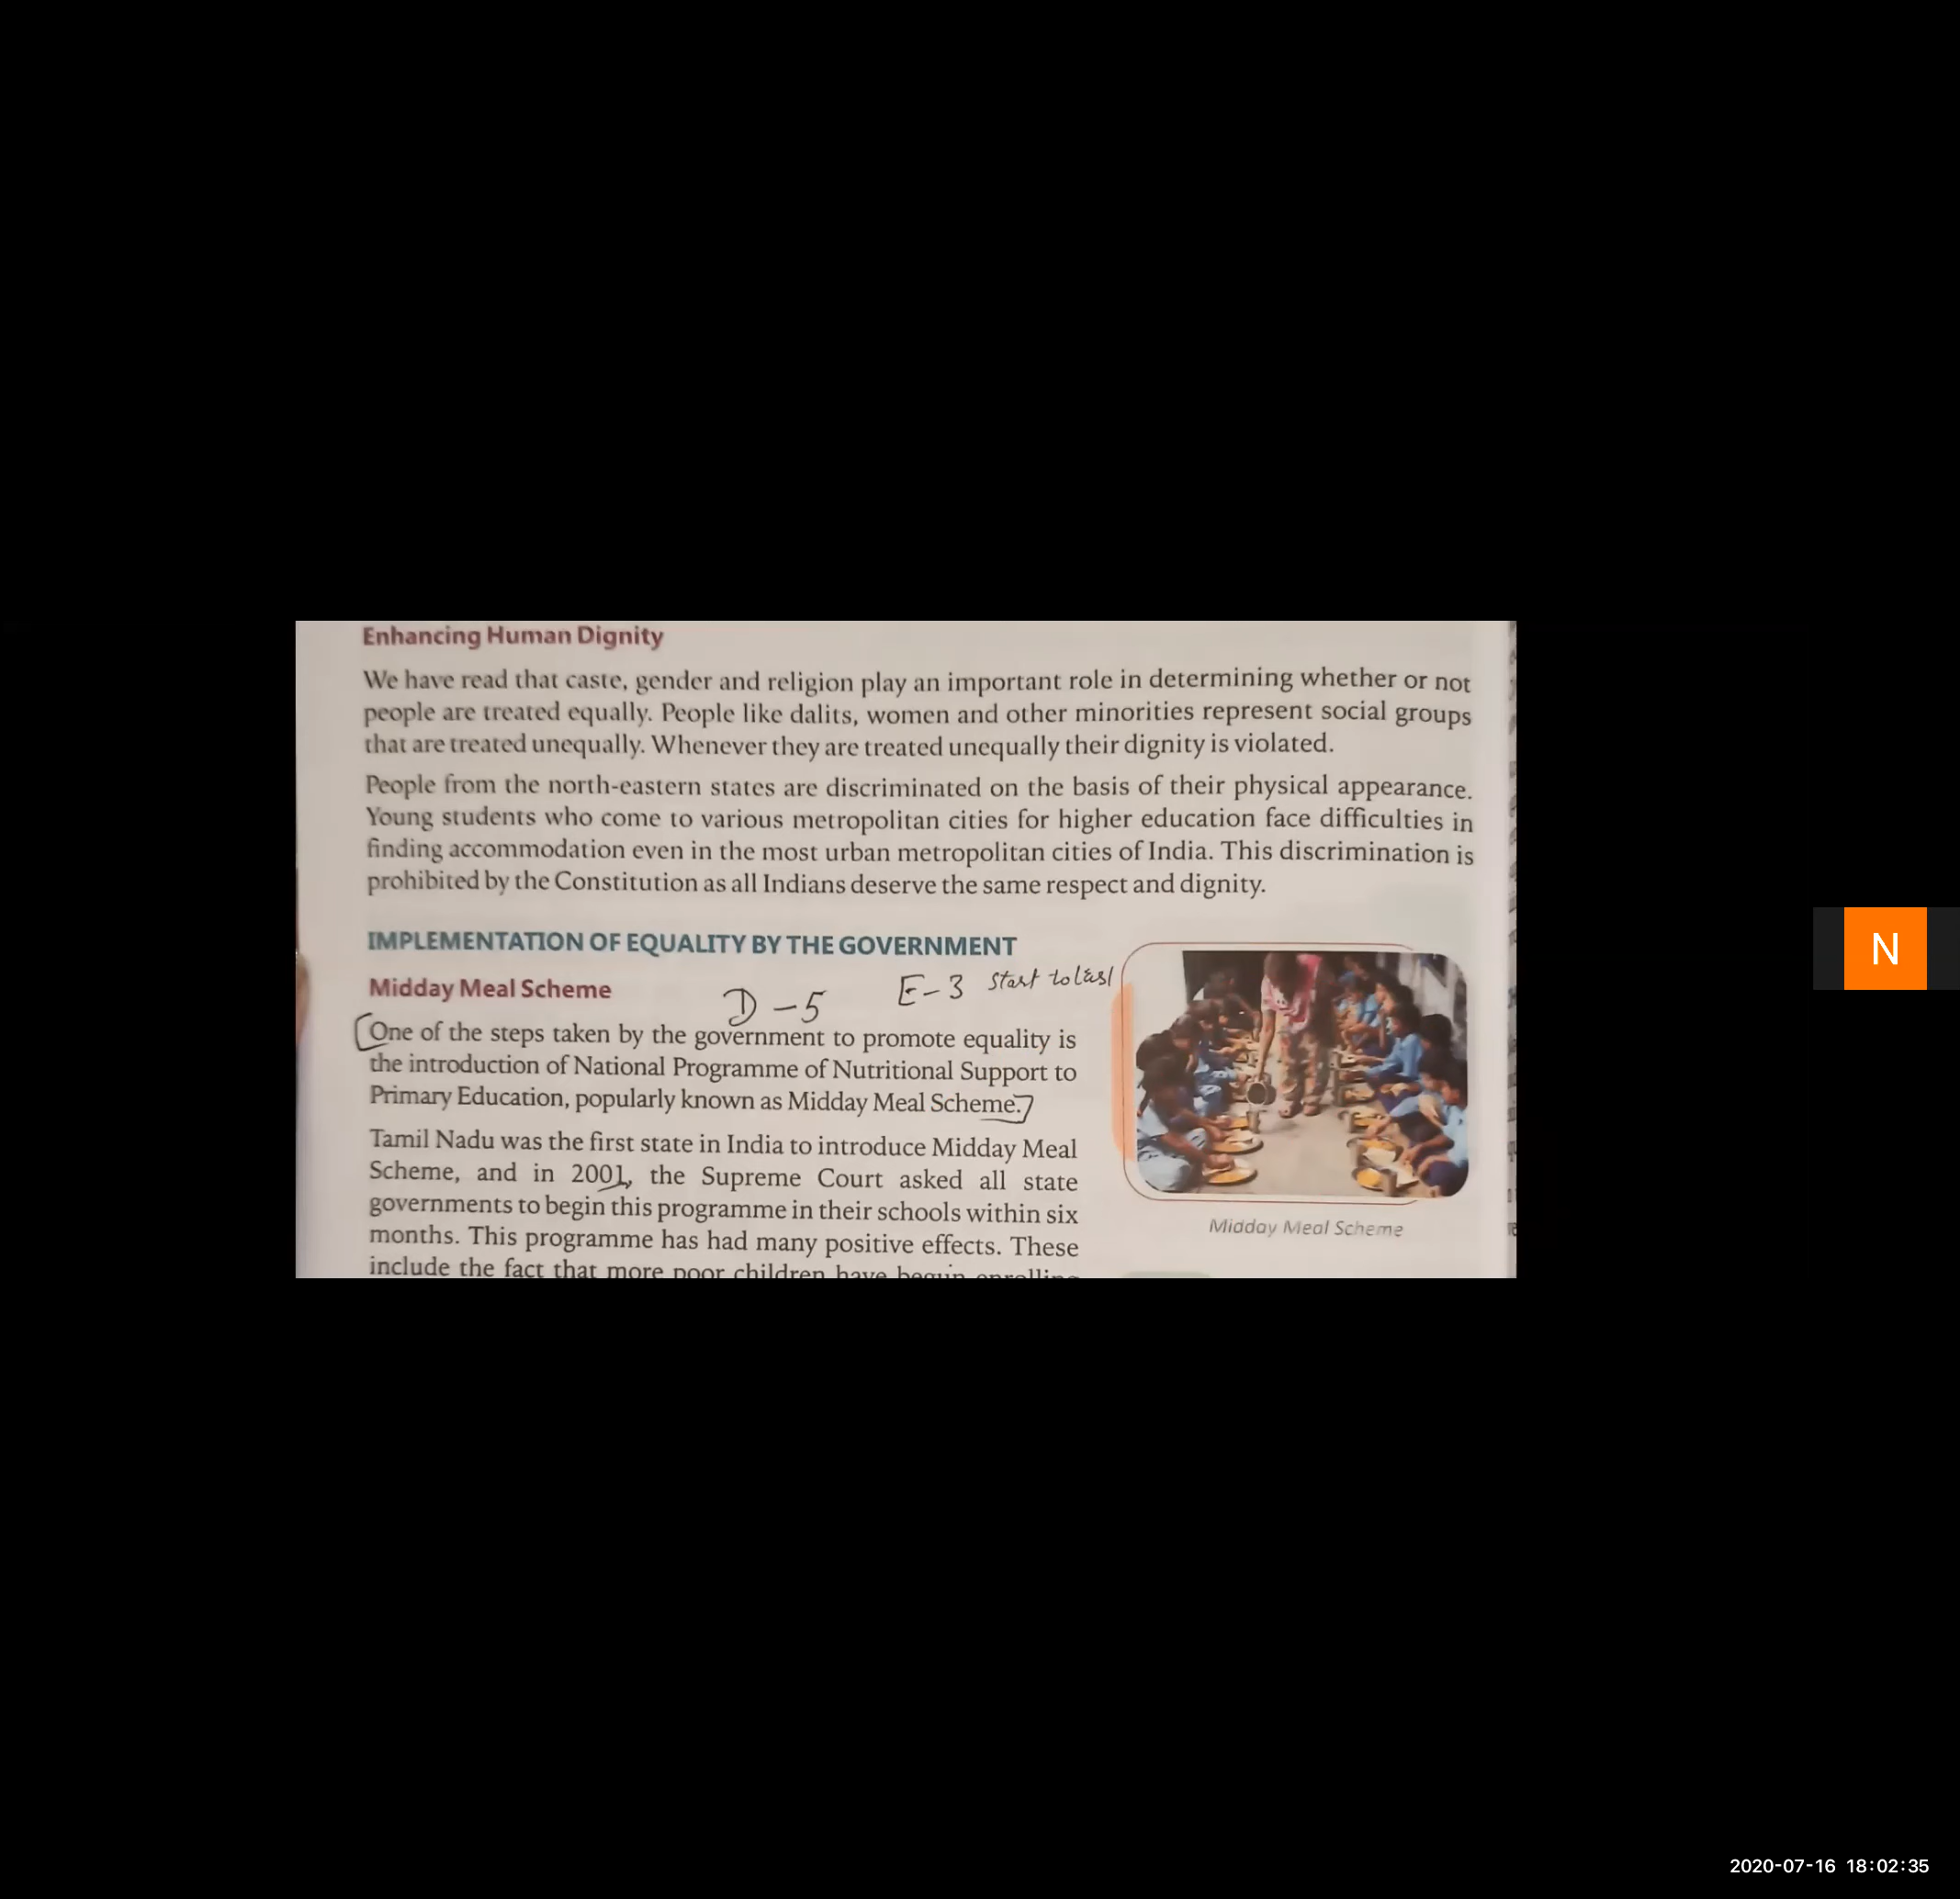 Enhancing Human Dignity
We have read that caste, gender and religion play an important role in determining whether or not
people are treated equally. People like dalits, women and other minorities represent social groups
that are treated unequally. Whenever they are treated unequally their dignity is violated.
People from the north-eastern states are discriminated on the basis of their physical appearance.
Young students who come to various metropolitan cities for higher education face difficulties in
finding accommodation even in the most urban metropolitan cities of India. This discrimination is
prohibited by the Constitution as all Indians deserve the same respect and dignity.
IMPLEMENTATION OF EQUALITY BY THE GOVERNMENT
Midday Meal Scheme
D - 5
E - 3 start to last
One of the steps taken by the government to promote equality is
the introduction of National Programme of Nutritional Support to
Primary Education, popularly known as Midday Meal Scheme.
Tamil Nadu was the first state in India to introduce Midday Meal
Scheme, and in 2001, the Supreme Court asked all state
governments to begin this programme in their schools within six
months. This programme has had many positive effects. These
include the fact that more poor children have begun enrolling
Midday Meal Scheme
N
2020-07-16 18:02:35